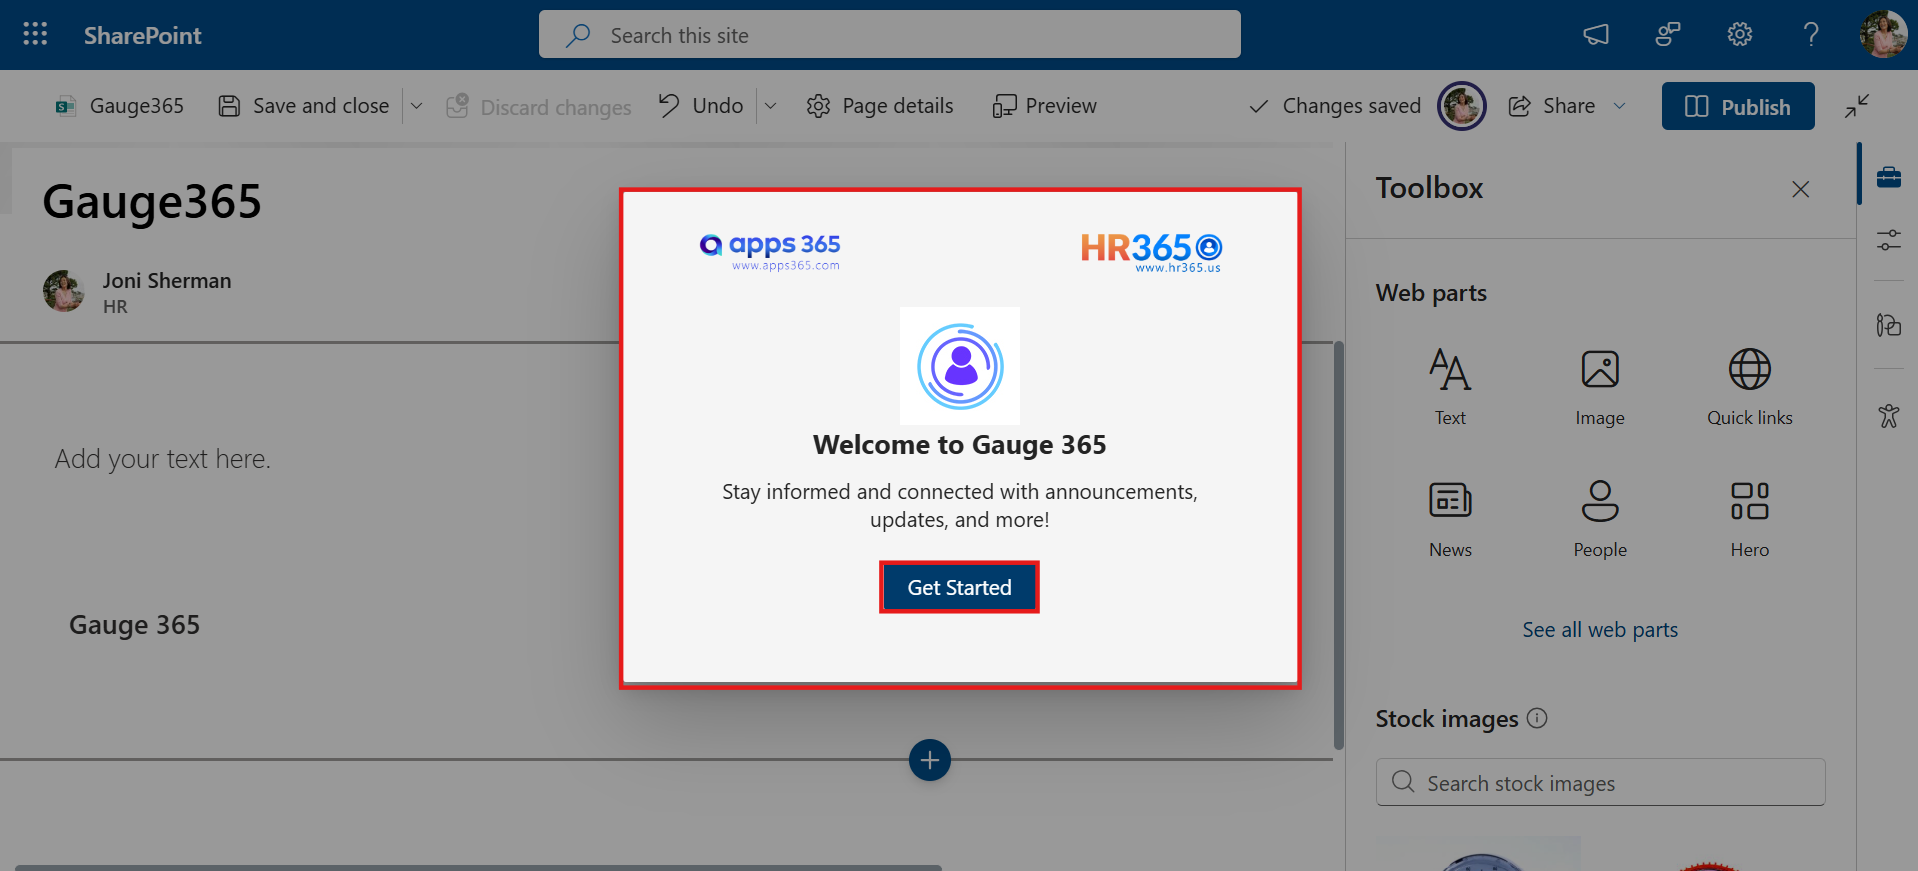 SharePoint
Search this site
Gauge365
Save and close
Discard changes
Undo
Page details
Preview
Changes saved
Share
Publish
Gauge365
Joni Sherman
HR
Add your text here.
Gauge 365
apps 365
www.apps365.com
HR365
www.hr365.us
Welcome to Gauge 365
Stay informed and connected with announcements,
updates, and more!
Get Started
Toolbox
Web parts
Text
Image
Quick links
News
People
Hero
See all web parts
Stock images
Search stock images